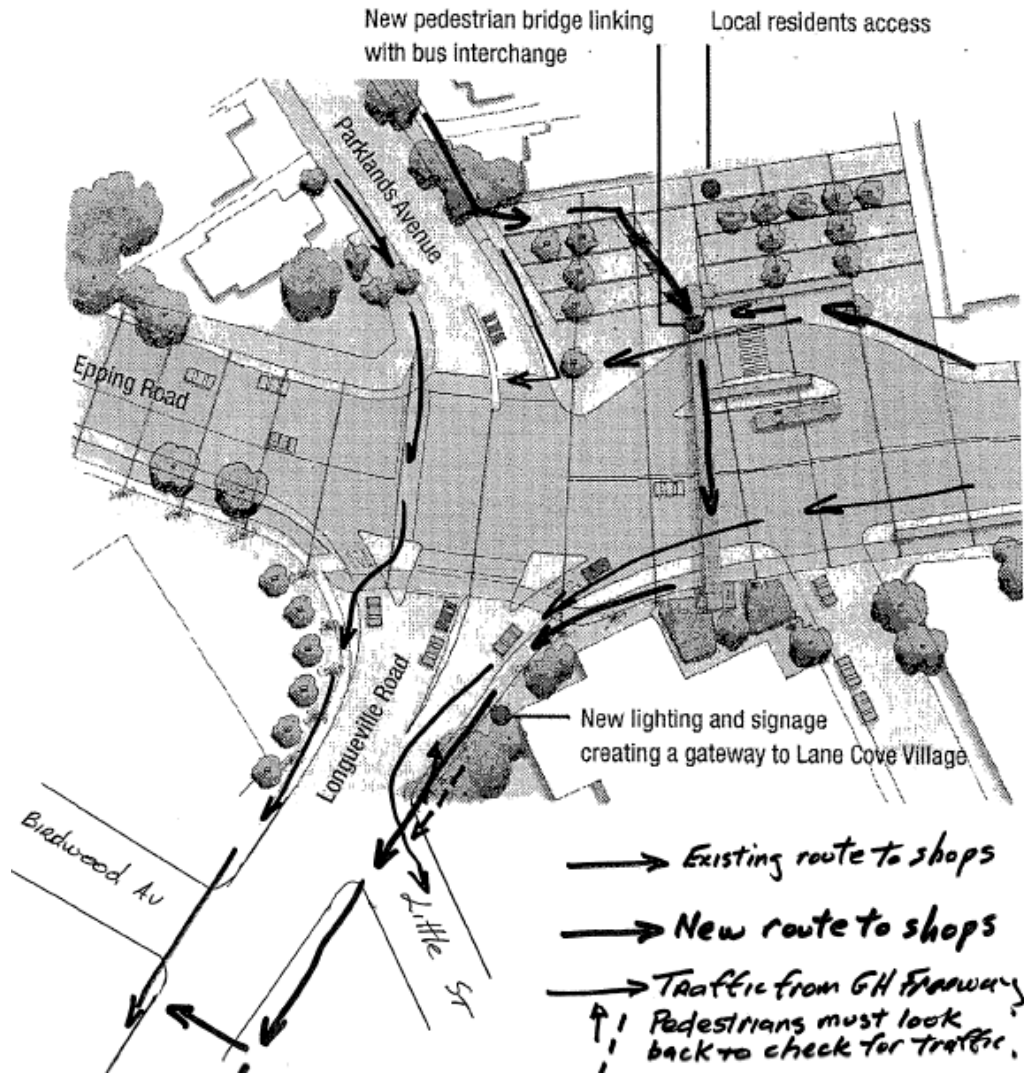 New pedestrian bridge linking
with bus interchange
Local residents access
Parklands Avenue
Epping Road
Longueville Road
New lighting and signage
creating a gateway to Lane Cove Village
Birdwood Av
Little ST
Existing route to shops
New route to shops
Traffic from GH Freeway
Pedestrians must look
back to check for traffic.